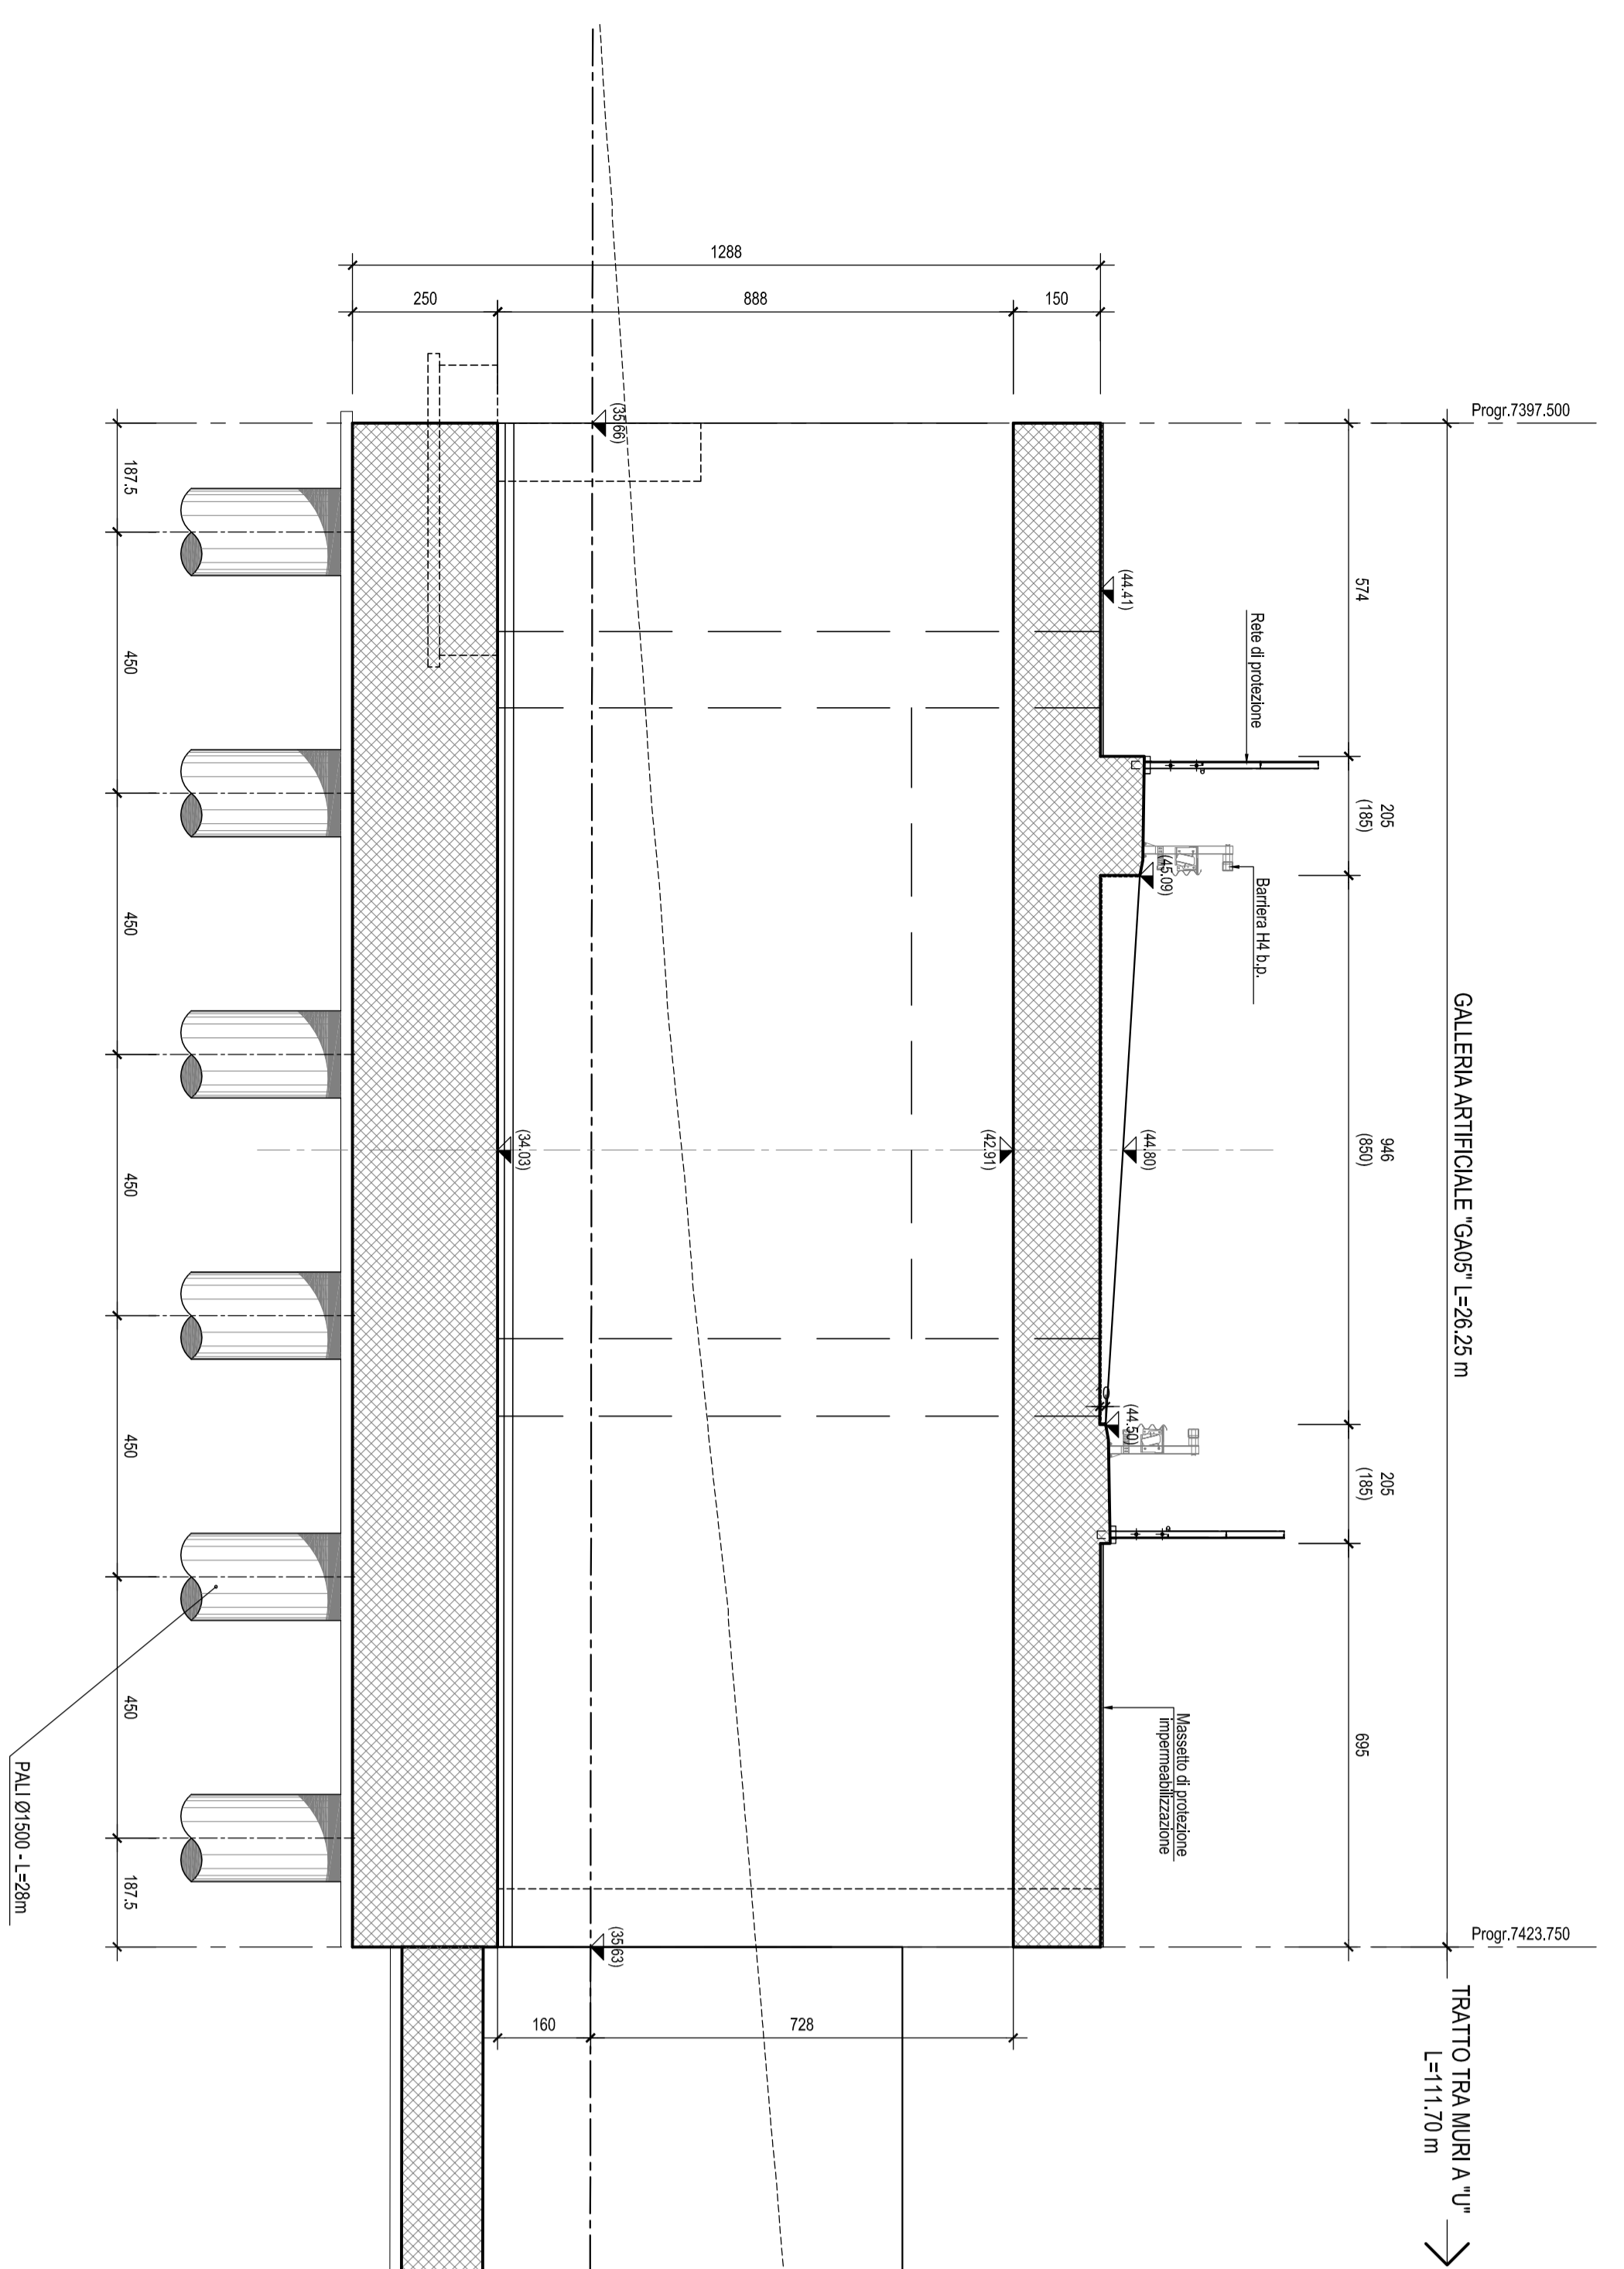 Progr.7397.500
Progr.7423.750
GALLERIA ARTIFICIALE "GA05" L=26.25 m
TRATTO TRA MURI A "U"
L=111.70 m
574
205
(185)
946
(850)
205
(185)
695
Rete di protezione
Barriera H4 b.p.
Massetto di protezione
impermeabilizzazione
(44.41)
(45.09)
(44.80)
(44.50)
(42.91)
(34.03)
(35.66)
(35.63)
1288
250
888
150
160
728
187.5
450
450
450
450
450
187.5
PALI Ø1500 - L=28m